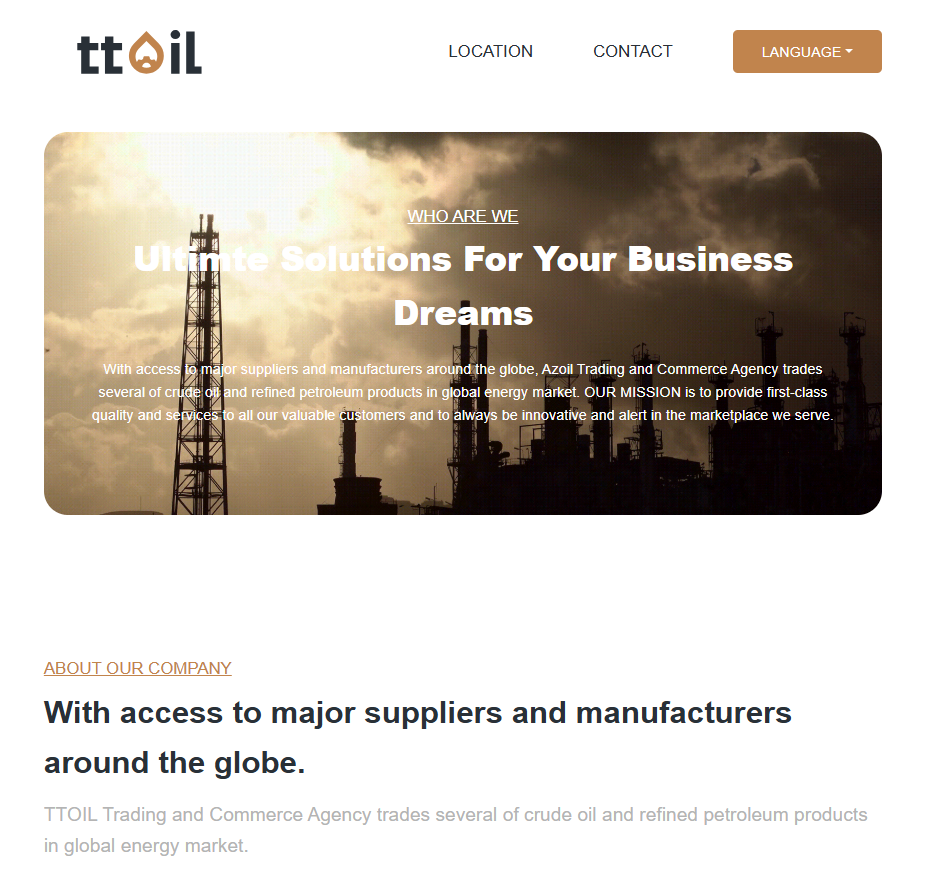 ttOil
LOCATION
CONTACT
LANGUAGE
WHO ARE WE
Ultimte Solutions For Your Business
Dreams
With access to major suppliers and manufacturers around the globe, Azoil Trading and Commerce Agency trades
several of crude oil and refined petroleum products in global energy market. OUR MISSION is to provide first-class
quality and services to all our valuable customers and to always be innovative and alert in the marketplace we serve.
ABOUT OUR COMPANY
With access to major suppliers and manufacturers
around the globe.
TTOIL Trading and Commerce Agency trades several of crude oil and refined petroleum products
in global energy market.